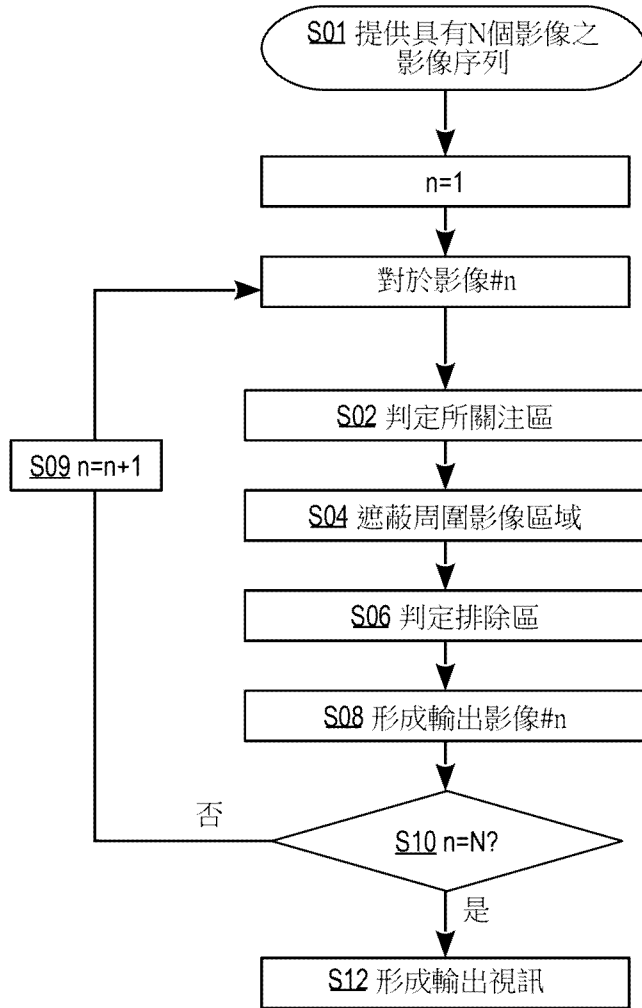 S01 提供具有N個影像之
影像序列
n=1
對於影像#n
S02 判定所關注區
S09 n=n+1
S04 遮蔽周圍影像區域
S06 判定排除區
S08 形成輸出影像#n
否
S10 n=N?
是
S12 形成輸出視訊